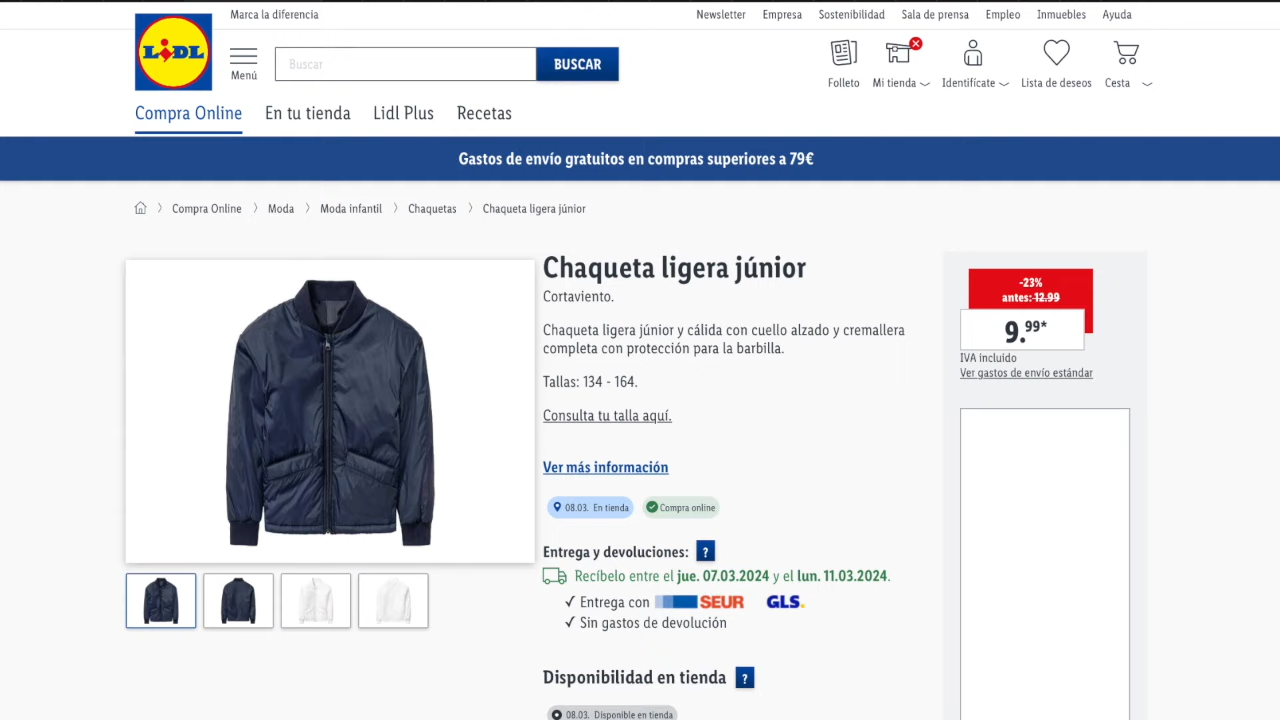 Marca la diferencia
Newsletter Empresa Sostenibilidad Sala de prensa Empleo Inmuebles Ayuda
LIDL
Menú
Buscar
BUSCAR
Folleto
Mi tienda
Identifícate
Lista de deseos
Cesta
Compra Online En tu tienda Lidl Plus Recetas
Gastos de envío gratuitos en compras superiores a 79€
Compra Online Moda Moda infantil Chaquetas Chaqueta ligera júnior
Chaqueta ligera júnior
Cortaviento.
Chaqueta ligera júnior y cálida con cuello alzado y cremallera
completa con protección para la barbilla.
Tallas: 134 - 164.
Consulta tu talla aquí.
Ver más información
08.03. En tienda
Compra online
Entrega y devoluciones: ?
Recíbelo entre el jue. 07.03.2024 y el lun. 11.03.2024.
✓ Entrega con SEUR GLS.
✓ Sin gastos de devolución
Disponibilidad en tienda ?
08.03. Disponible en tienda
-23%
antes: 12.99
9.99*
IVA incluido
Ver gastos de envío estándar